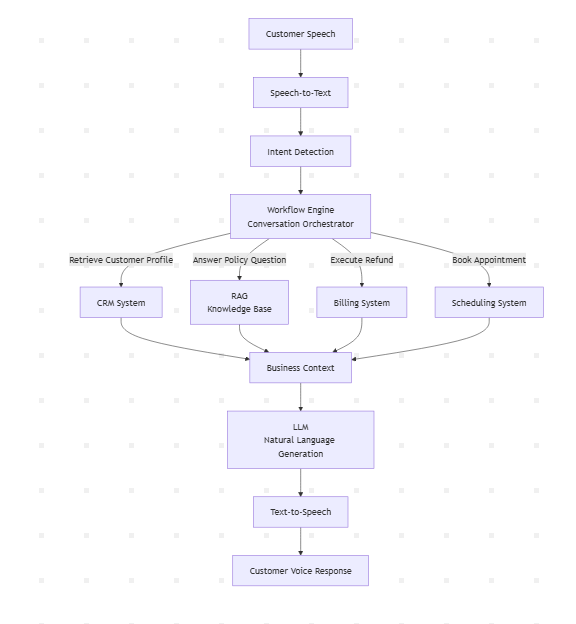 Customer Speech
Speech-to-Text
Intent Detection
Workflow Engine
Conversation Orchestrator
Retrieve Customer Profile
Answer Policy Question
Execute Refund
Book Appointment
CRM System
RAG
Knowledge Base
Billing System
Scheduling System
Business Context
LLM
Natural Language
Generation
Text-to-Speech
Customer Voice Response